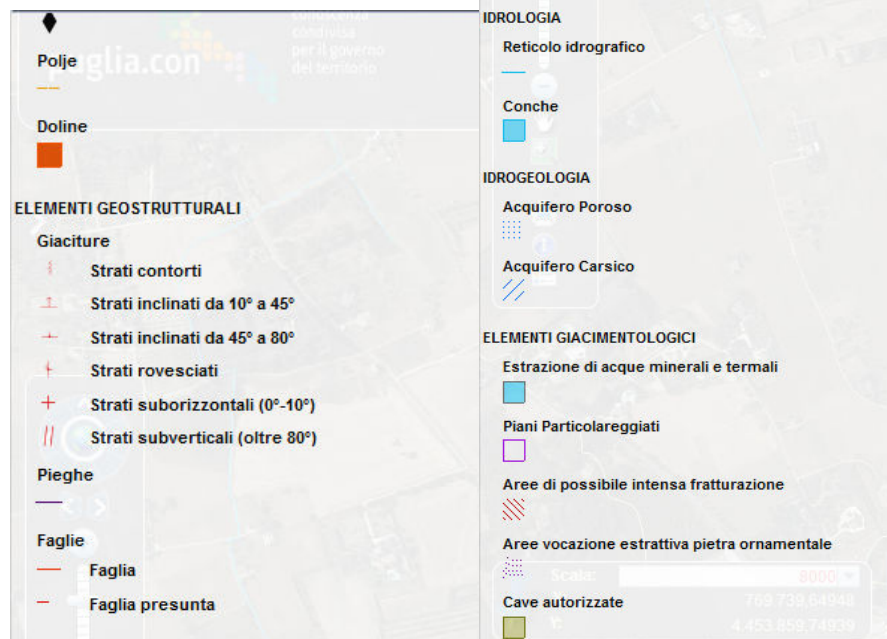 conoscenza
condivisa
per il governo
del territorio
puglia.con
Polje
Doline
ELEMENTI GEOSTRUTTURALI
Giaciture
Strati contorti
Strati inclinati da 10° a 45°
Strati inclinati da 45° a 80°
Strati rovesciati
Strati suborizzontali (0°-10°)
Strati subverticali (oltre 80°)
Pieghe
Faglie
Faglia
Faglia presunta
IDROLOGIA
Reticolo idrografico
Conche
IDROGEOLOGIA
Acquifero Poroso
Acquifero Carsico
ELEMENTI GIACIMENTOLOGICI
Estrazione di acque minerali e termali
Piani Particolareggiati
Aree di possibile intensa fratturazione
Aree vocazione estrattiva pietra ornamentale
Scala: 8000
Cave autorizzate
769.739,64948
Y: 4.453.859,74939